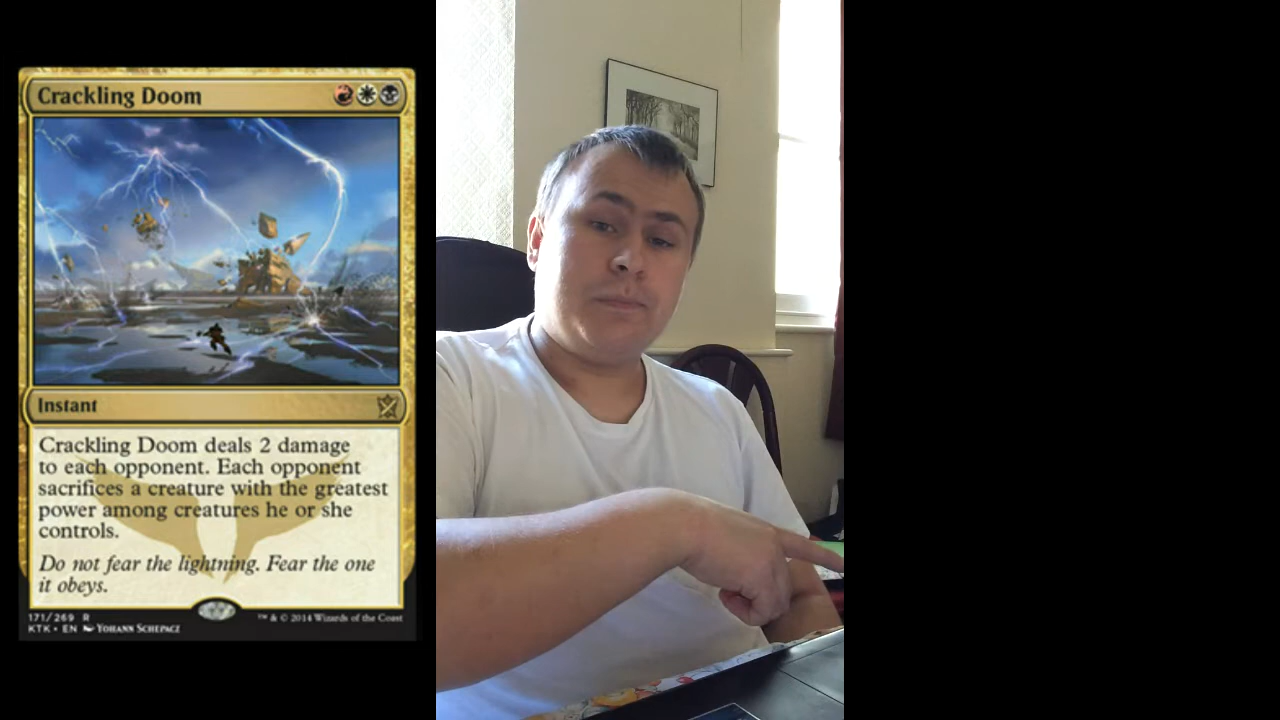 Crackling Doom
Instant
Crackling Doom deals 2 damage
to each opponent. Each opponent
sacrifices a creature with the greatest
power among creatures he or she
controls.
Do not fear the lightning. Fear the one
it obeys.
171/269 R
KTK • EN Yohann Schepacz
™ & © 2014 Wizards of the Coast